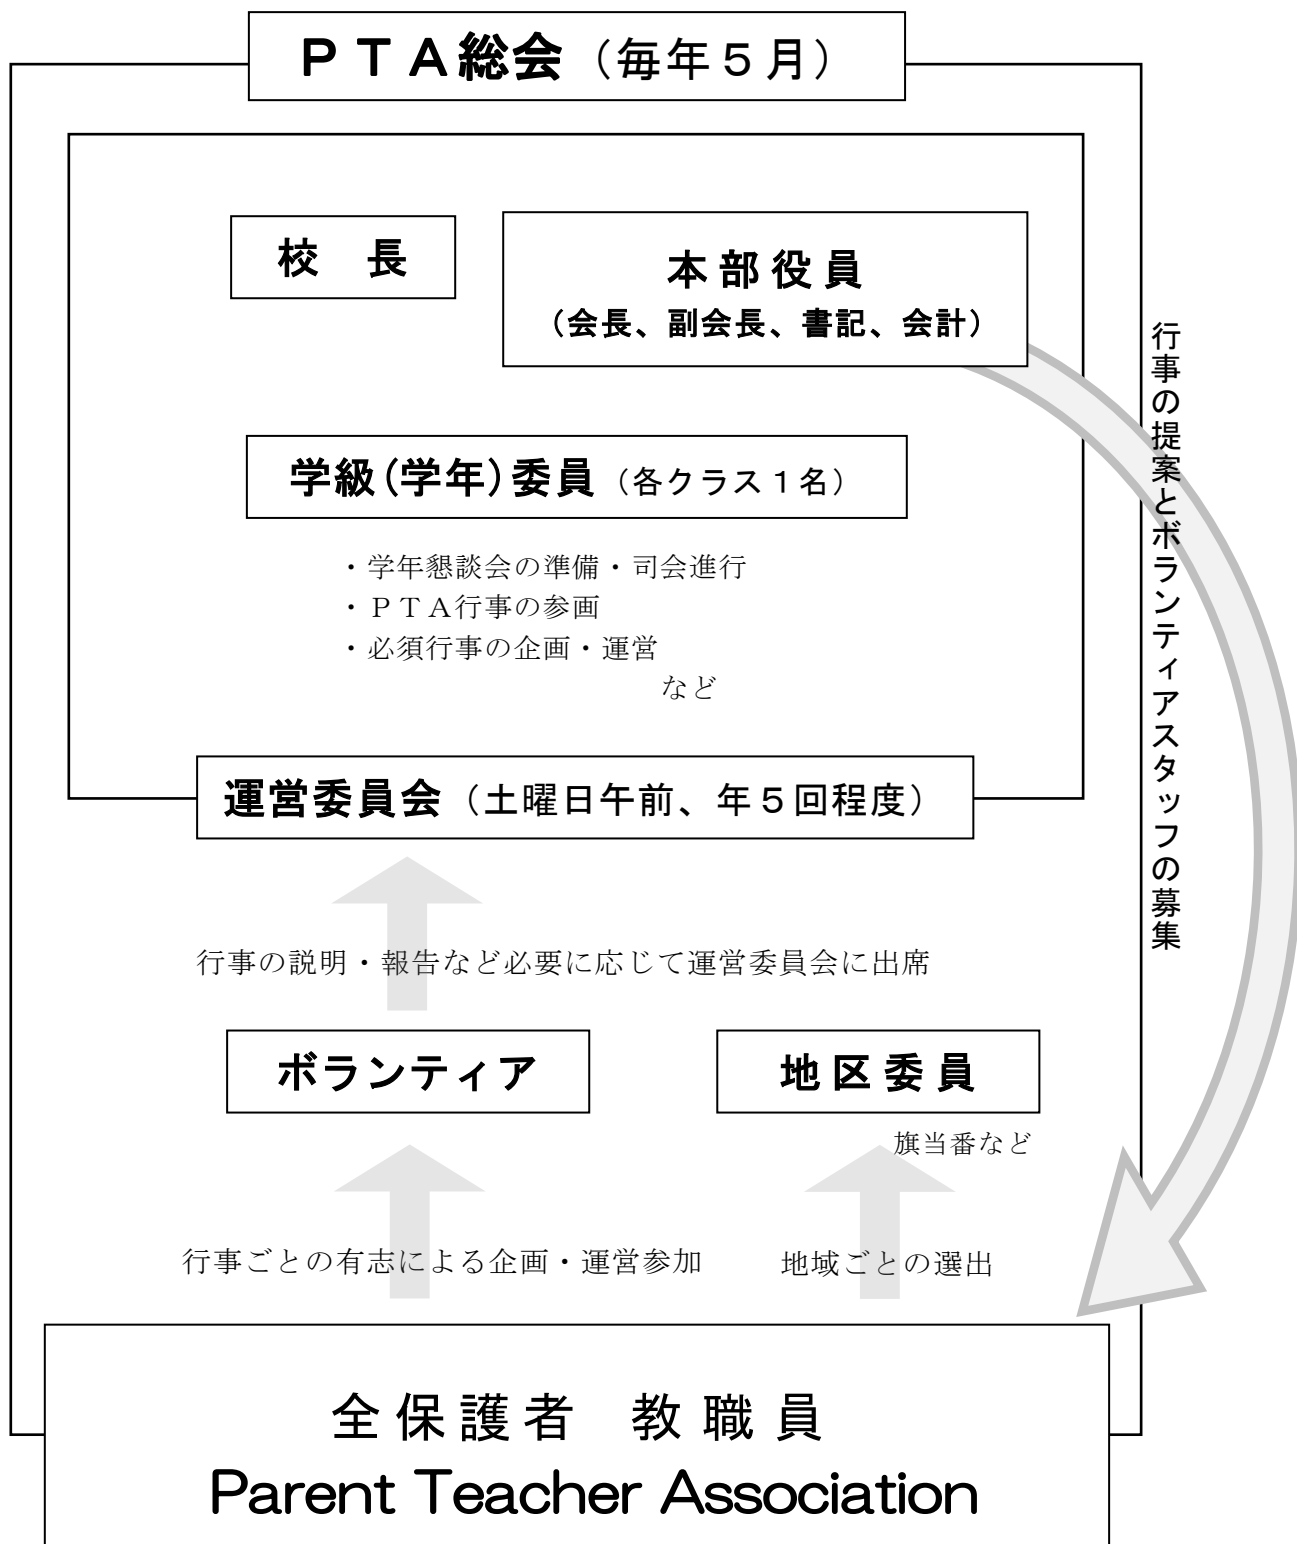 ＰＴＡ総会（毎年５月）
校　長
本部役員
（会長、副会長、書記、会計）
行事の提案とボランティアスタッフの募集
学級(学年)委員（各クラス１名）
・学年懇談会の準備・司会進行
・ＰＴＡ行事の参画
・必須行事の企画・運営
など
運営委員会（土曜日午前、年５回程度）
行事の説明・報告など必要に応じて運営委員会に出席
ボランティア
地区委員
旗当番など
行事ごとの有志による企画・運営参加
地域ごとの選出
全保護者　教職員
Parent Teacher Association